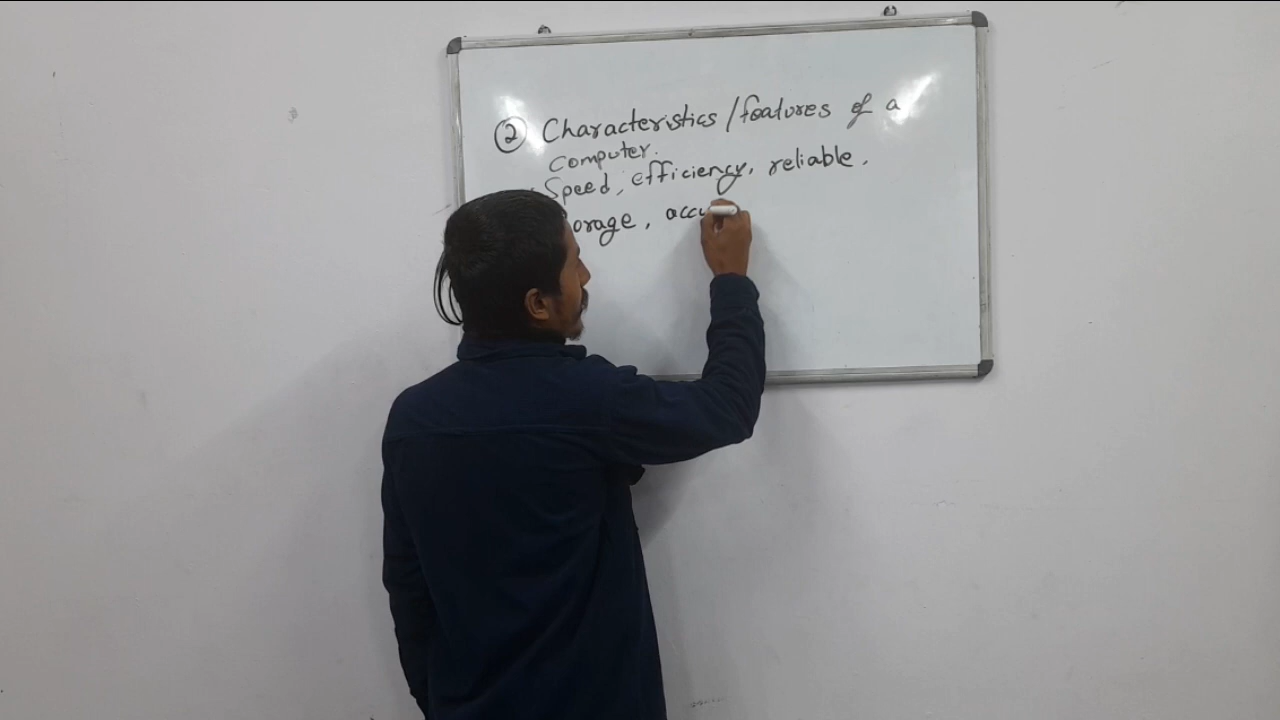 ② Characteristics/features of a
computer.
Speed, efficiency, reliable,
orage, accu